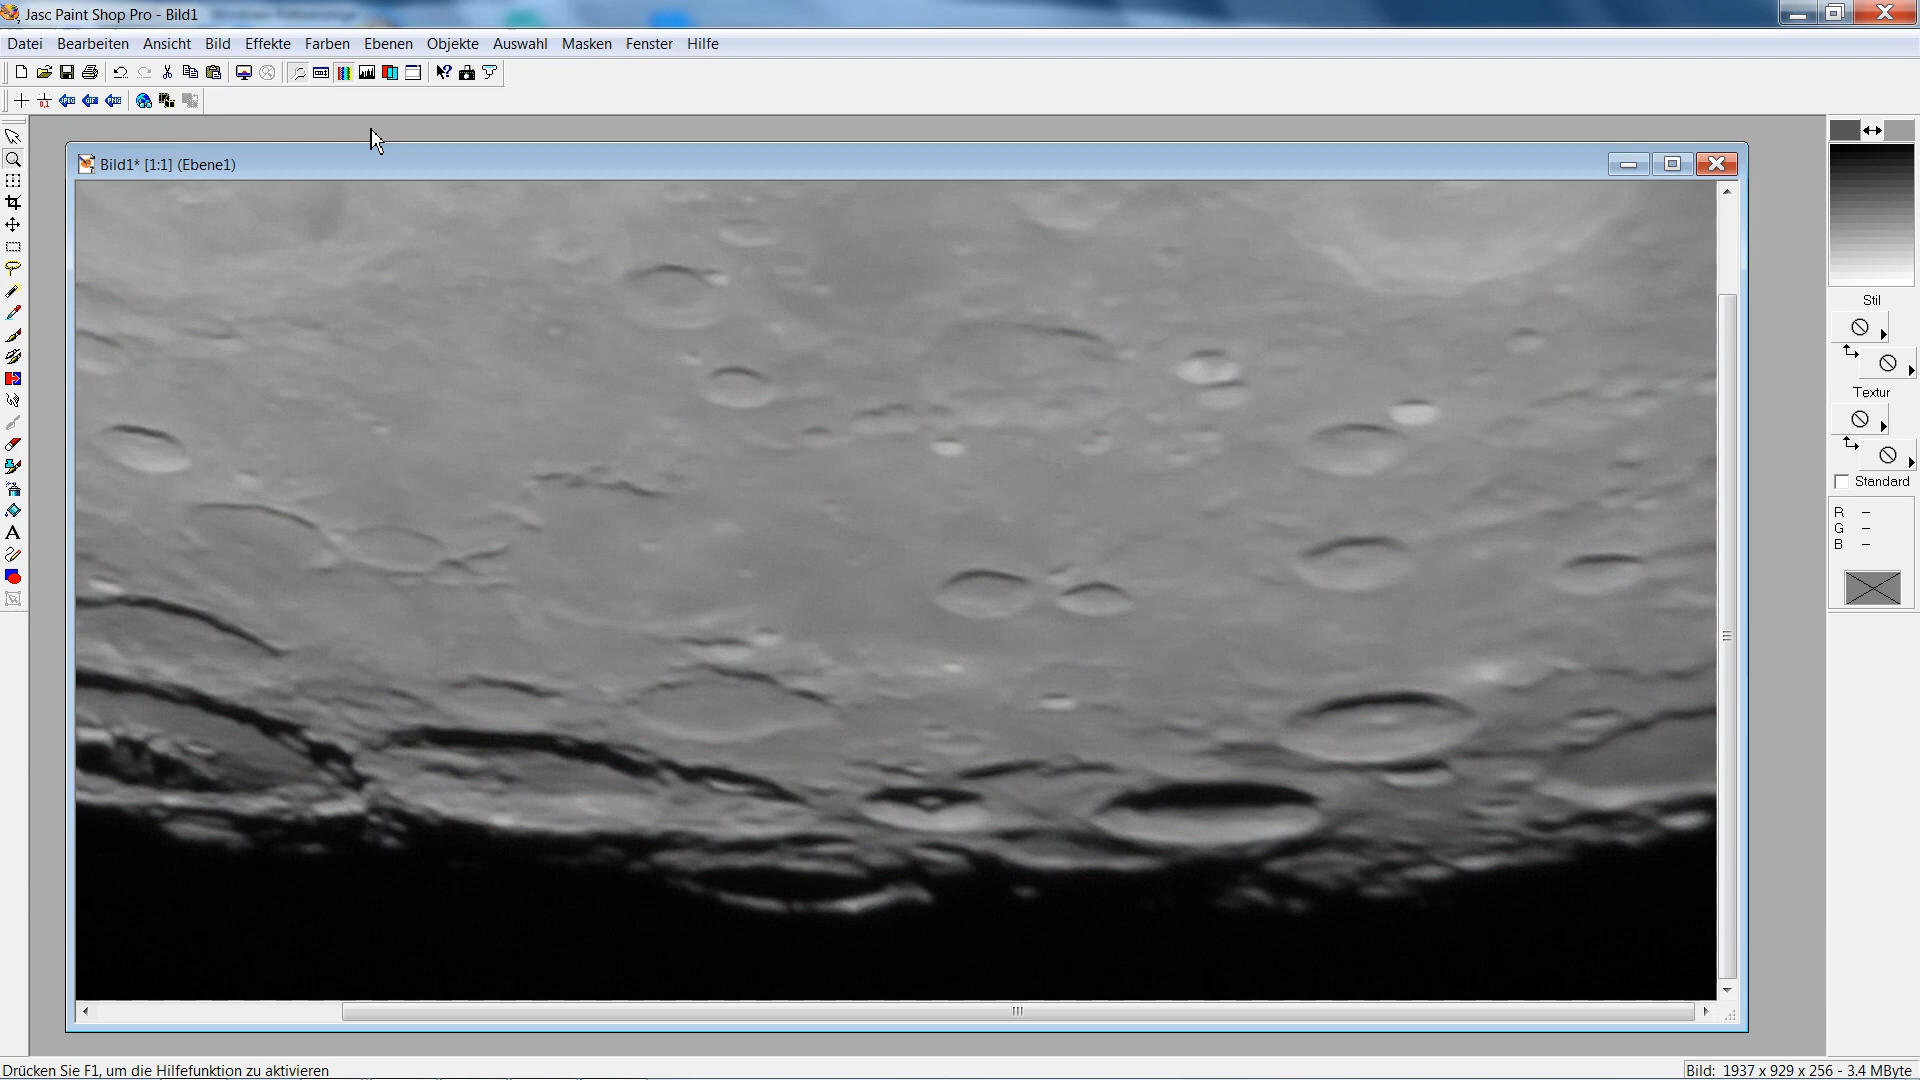 Jasc Paint Shop Pro - Bild1
Datei Bearbeiten Ansicht Bild Effekte Farben Ebenen Objekte Auswahl Masken Fenster Hilfe
Bild1* [1:1] (Ebene1)
Stil
Textur
Standard
R –
G –
B –
Drücken Sie F1, um die Hilfefunktion zu aktivieren
Bild: 1937 x 929 x 256 - 3.4 MByte